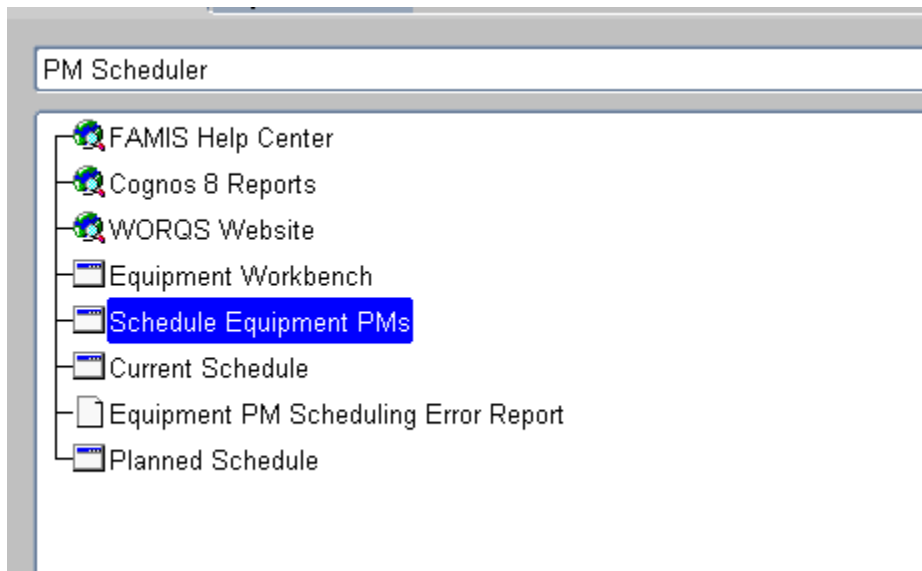 PM Scheduler
FAMIS Help Center
Cognos 8 Reports
WORQS Website
Equipment Workbench
Schedule Equipment PMs
Current Schedule
Equipment PM Scheduling Error Report
Planned Schedule